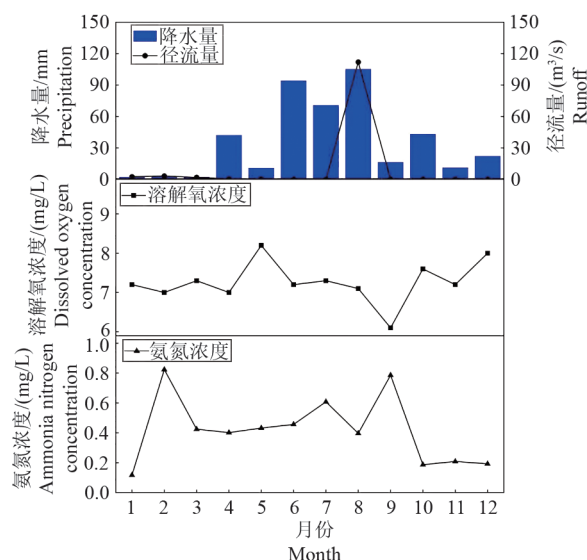 150
120
90
60
30
0
降水量/mm
Precipitation
降水量
径流量
150
120
90
60
30
0
径流量/(m³/s)
Runoff
9
8
7
6
溶解氧浓度/(mg/L)
Dissolved oxygen
concentration
溶解氧浓度
1.0
0.8
0.6
0.4
0.2
0.0
氨氮浓度/(mg/L)
Ammonia nitrogen
concentration
氨氮浓度
1 2 3 4 5 6 7 8 9 10 11 12
月份
Month